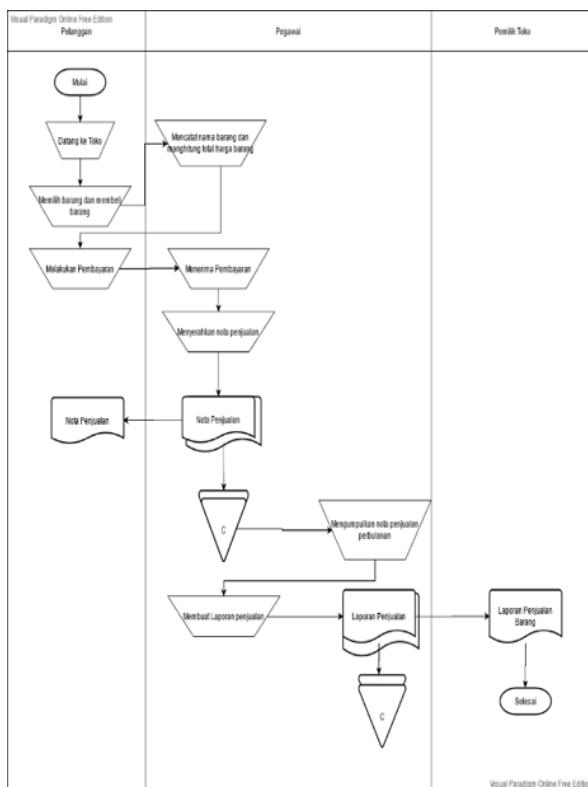 Visual Paradigm Online Free Edition
Pelanggan
Pegawai
Pemilik Toko
Mulai
Datang ke Toko
Memilih barang dan membeli
barang
Mencatat nama barang dan
menghitung total harga barang
Melakukan Pembayaran
Menerima Pembayaran
Menyerahkan nota penjualan
Nota Penjualan
Nota Penjualan
C
Mengumpulkan nota penjualan
perbulanan
Membuat Laporan penjualan
Laporan Penjualan
Laporan Penjualan
Barang
C
Selesai
Visual Paradigm Online Free Edition